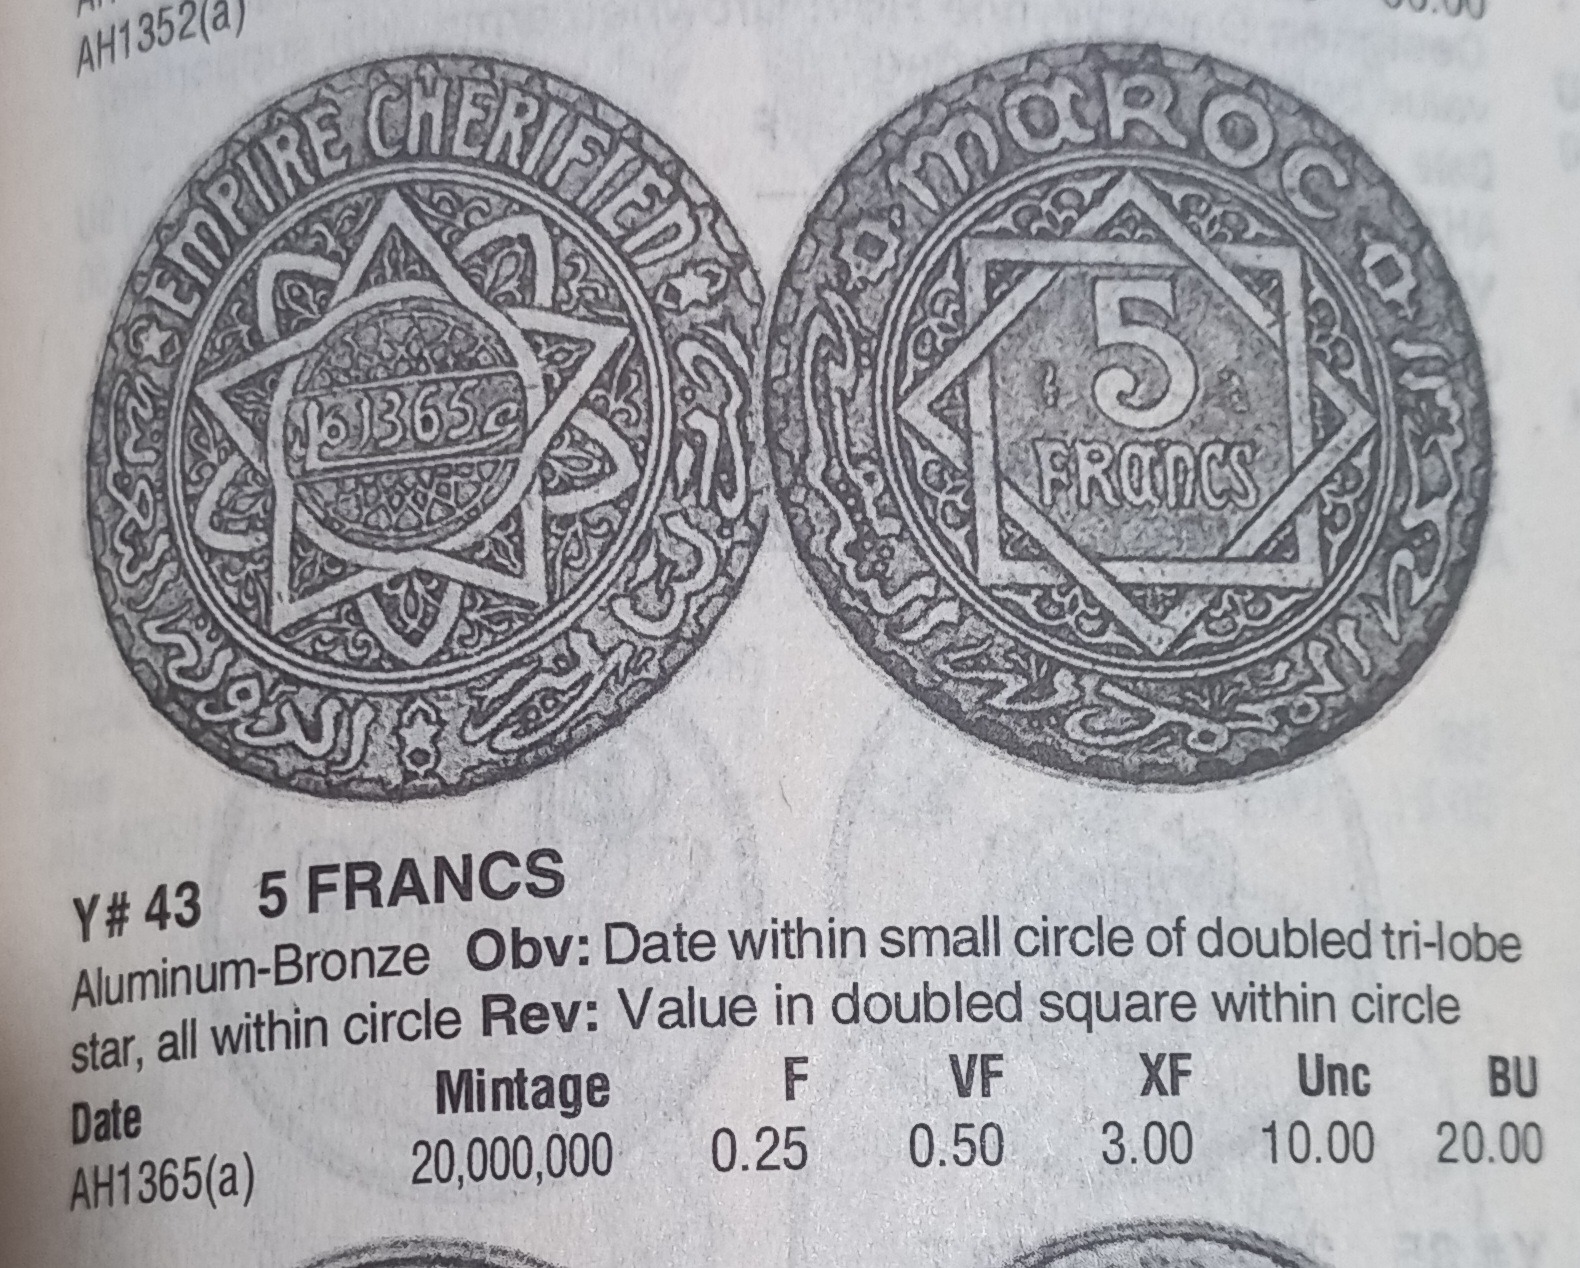 AH1352(a)
EMPIRE CHERIFIEN
1365
MAROC
5
FRANCS
Y# 43 5 FRANCS
Aluminum-Bronze Obv: Date within small circle of doubled tri-lobe
star, all within circle Rev: Value in doubled square within circle
Date Mintage F VF XF Unc BU
AH1365(a) 20,000,000 0.25 0.50 3.00 10.00 20.00